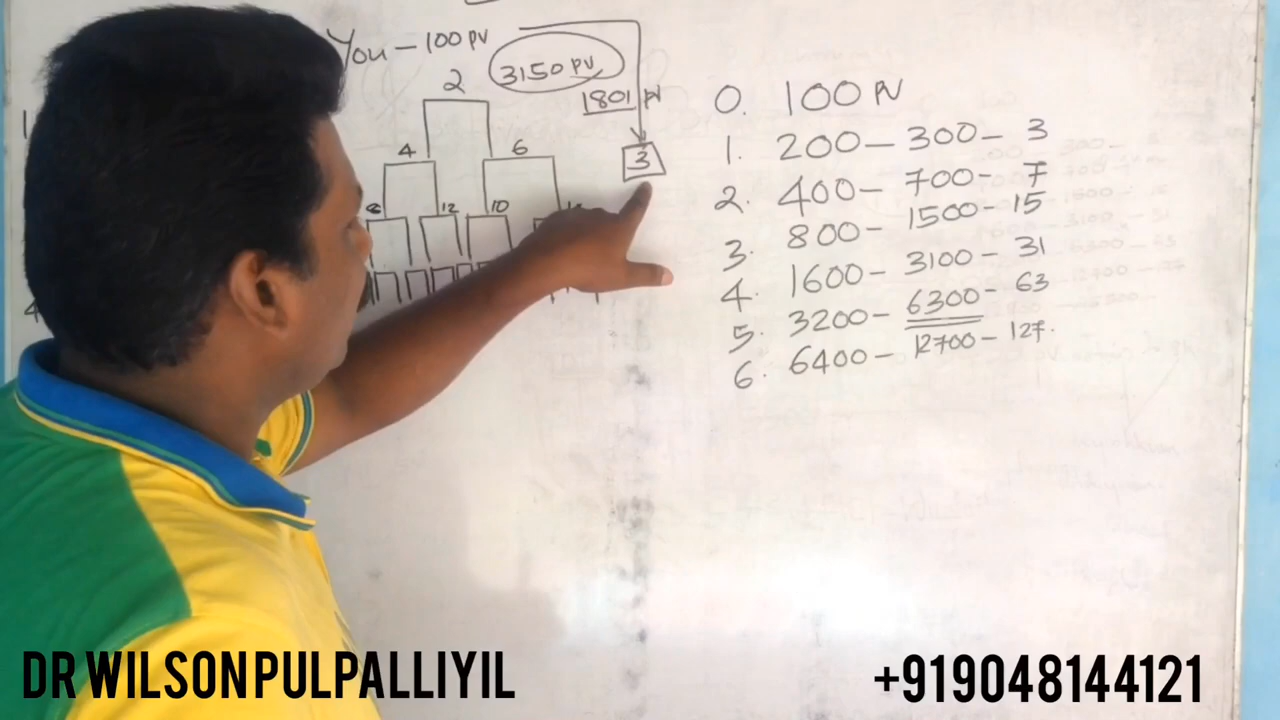 You - 100 PV
2
3150 PV
1801 PV
4
6
3
8
12
10
0. 100 PV
1. 200 - 300 - 3
2. 400 - 700 - 7
3. 800 - 1500 - 15
4. 1600 - 3100 - 31
5. 3200 - 6300 - 63
6. 6400 - 12700 - 127.
DR WILSON PULPALLIYIL
+919048144121